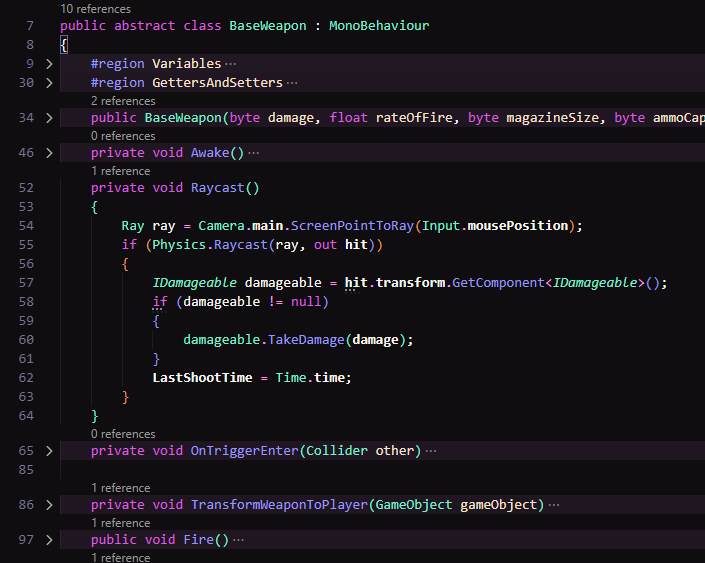 10 references
7 public abstract class BaseWeapon : MonoBehaviour
8 {
9 > #region Variables ···
30 > #region GettersAndSetters ···
2 references
34 > public BaseWeapon(byte damage, float rateOfFire, byte magazineSize, byte ammoCap
0 references
46 > private void Awake() ···
1 reference
52 private void Raycast()
53 {
54 Ray ray = Camera.main.ScreenPointToRay(Input.mousePosition);
55 if (Physics.Raycast(ray, out hit))
56 {
57 IDamageable damageable = hit.transform.GetComponent<IDamageable>();
58 if (damageable != null)
59 {
60 damageable.TakeDamage(damage);
61 }
62 LastShootTime = Time.time;
63 }
64 }
0 references
65 > private void OnTriggerEnter(Collider other) ···
85
1 reference
86 > private void TransformWeaponToPlayer(GameObject gameObject) ···
1 reference
97 > public void Fire() ···
1 reference